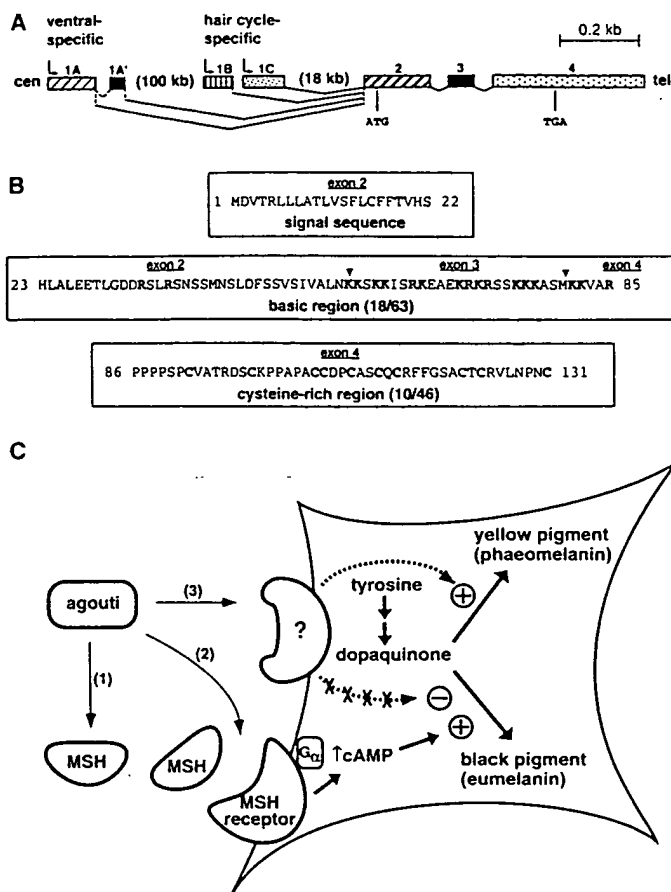 A
ventral-
specific
hair cycle-
specific
0.2 kb
cen
1A
1A'
(100 kb)
1B
1C
(18 kb)
2
3
4
tel
ATG
TGA
B
exon 2
1 MDVTRLLLATLVSFLCFFTVHS 22
signal sequence
exon 2
exon 3
exon 4
23 HLALEETLGDDRSLRSNSSMNSLDFSSVSIVALNKKSKKISRKEAEKRKRSSKKKASMKKVAR 85
basic region (18/63)
exon 4
86 PPPPSPCVATRDSCKPPAPACCDPCASCQCRFFGSACTCRVLNPNC 131
cysteine-rich region (10/46)
C
agouti
(3)
(2)
(1)
MSH
MSH
MSH
receptor
?
Gα
↑cAMP
tyrosine
dopaquinone
+
−
+
yellow pigment
(phaeomelanin)
black pigment
(eumelanin)